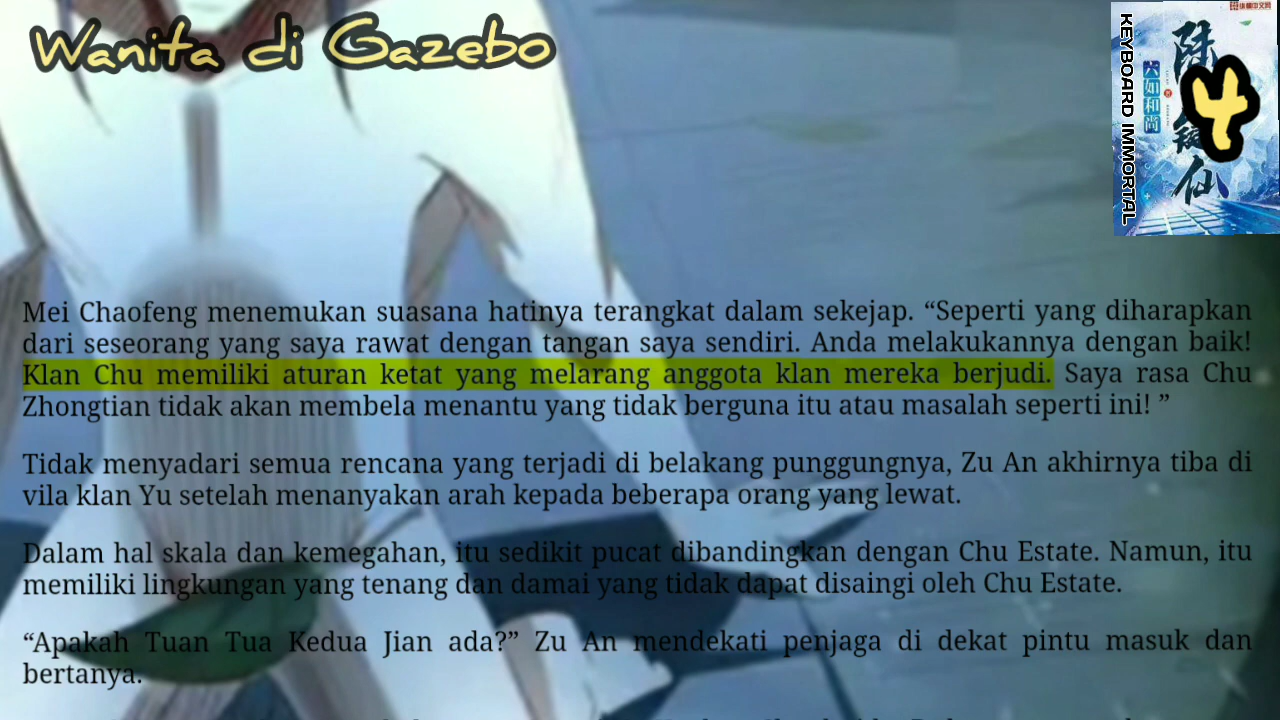 Wanita di Gazebo
KEYBOARD IMMORTAL
六如和尚
仙
4
Mei Chaofeng menemukan suasana hatinya terangkat dalam sekejap. “Seperti yang diharapkan
dari seseorang yang saya rawat dengan tangan saya sendiri. Anda melakukannya dengan baik!
Klan Chu memiliki aturan ketat yang melarang anggota klan mereka berjudi. Saya rasa Chu
Zhongtian tidak akan membela menantu yang tidak berguna itu atau masalah seperti ini! ”
Tidak menyadari semua rencana yang terjadi di belakang punggungnya, Zu An akhirnya tiba di
vila klan Yu setelah menanyakan arah kepada beberapa orang yang lewat.
Dalam hal skala dan kemegahan, itu sedikit pucat dibandingkan dengan Chu Estate. Namun, itu
memiliki lingkungan yang tenang dan damai yang tidak dapat disaingi oleh Chu Estate.
“Apakah Tuan Tua Kedua Jian ada?” Zu An mendekati penjaga di dekat pintu masuk dan
bertanya.